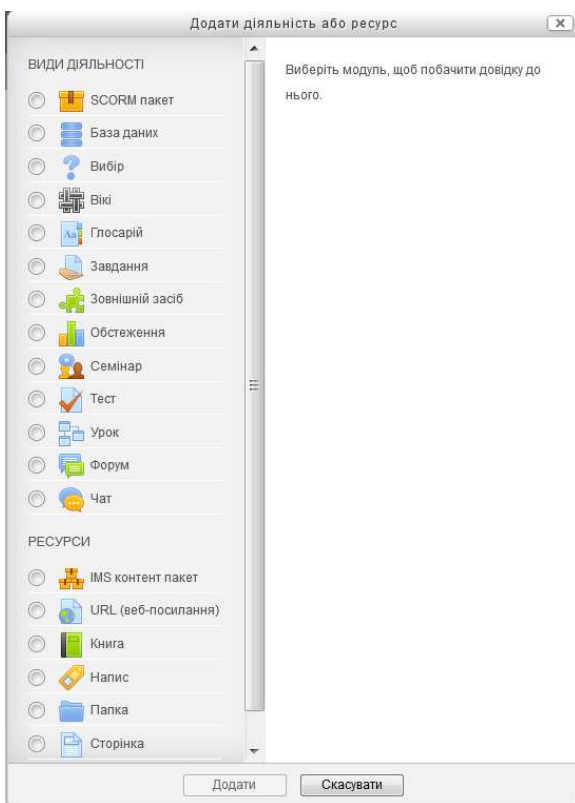 Додати діяльність або ресурс
ВИДИ ДІЯЛЬНОСТІ
SCORM пакет
База даних
Вибір
Вікі
Глосарій
Завдання
Зовнішній засіб
Обстеження
Семінар
Тест
Урок
Форум
Чат
РЕСУРСИ
IMS контент пакет
URL (веб-посилання)
Книга
Напис
Папка
Сторінка
Виберіть модуль, щоб побачити довідку до
нього.
Додати
Скасувати